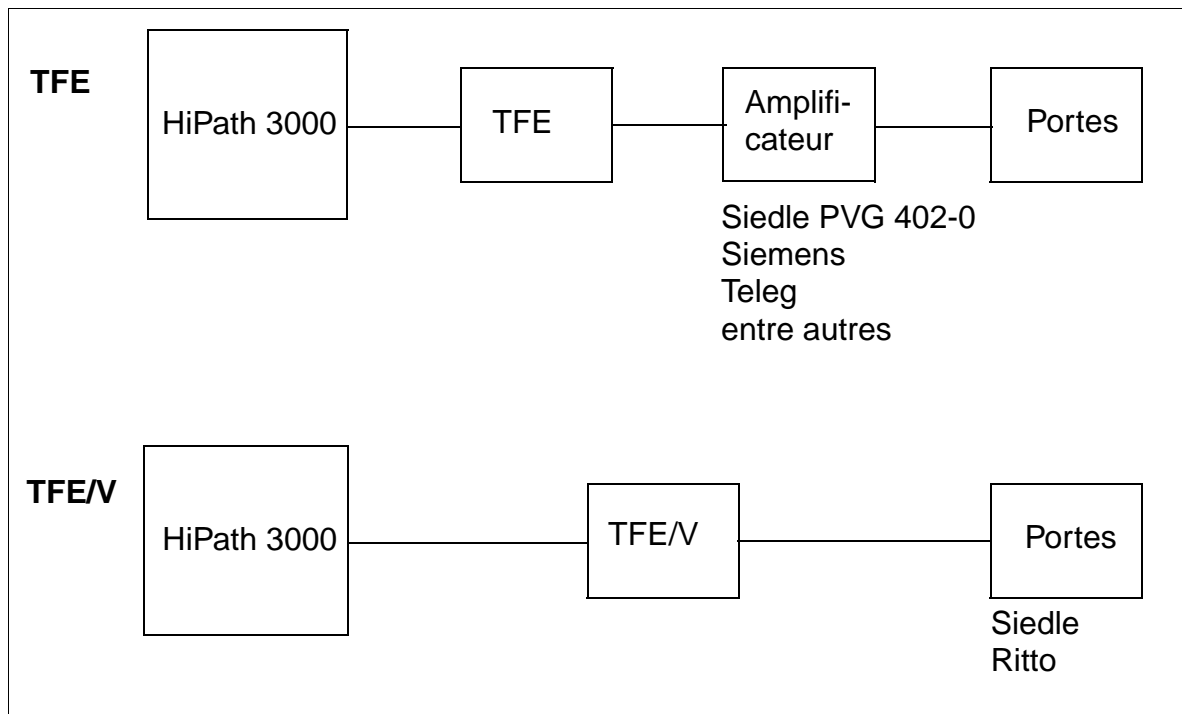 TFE
HiPath 3000
TFE
Amplifi-
cateur
Portes
Siedle PVG 402-0
Siemens
Teleg
entre autres
TFE/V
HiPath 3000
TFE/V
Portes
Siedle
Ritto